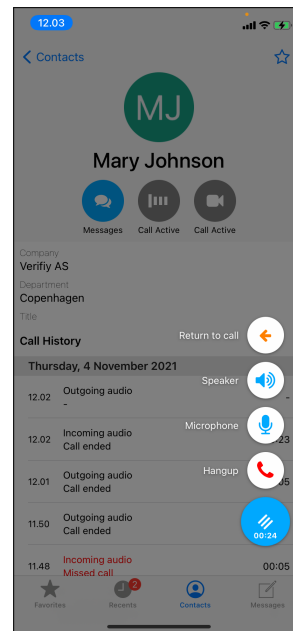 12.03
Contacts
MJ
Mary Johnson
Messages
Call Active
Call Active
Company
Verifiy AS
Department
Copenhagen
Title
Call History
Return to call
Thursday, 4 November 2021
Speaker
12.02 Outgoing audio
- -
Microphone
12.02 Incoming audio
Call ended 23
Hangup
12.01 Outgoing audio
Call ended 05
11.50 Outgoing audio
Call ended
00:24
11.48 Incoming audio
Missed call 00:05
2
Favorites Recents Contacts Messages